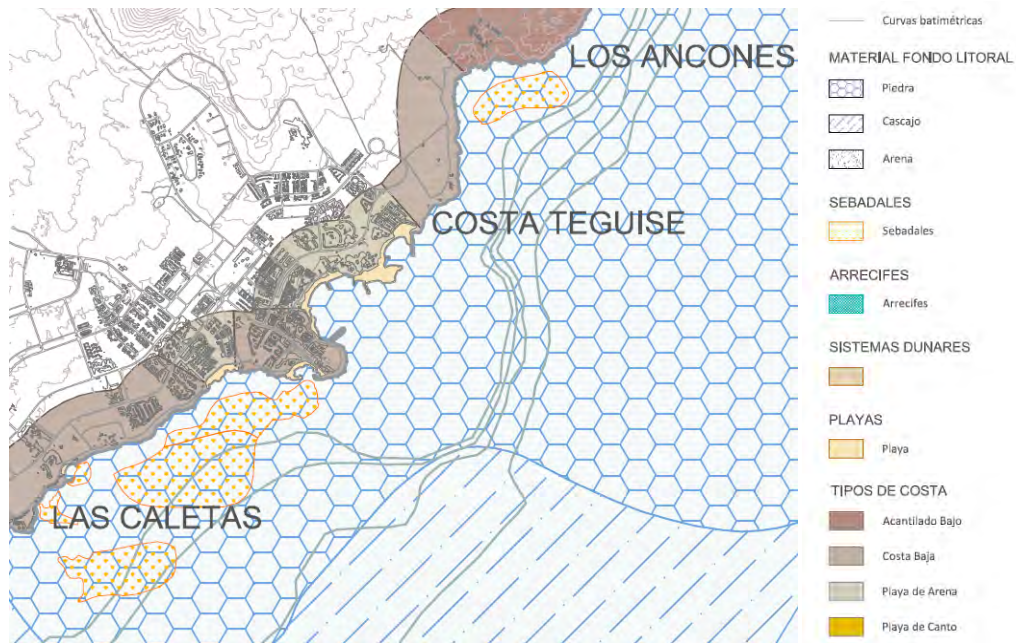 LOS ANCONES
COSTA TEGUISE
LAS CALETAS
Curvas batimétricas
MATERIAL FONDO LITORAL
Piedra
Cascajo
Arena
SEBADALES
Sebadales
ARRECIFES
Arrecifes
SISTEMAS DUNARES
PLAYAS
Playa
TIPOS DE COSTA
Acantilado Bajo
Costa Baja
Playa de Arena
Playa de Canto